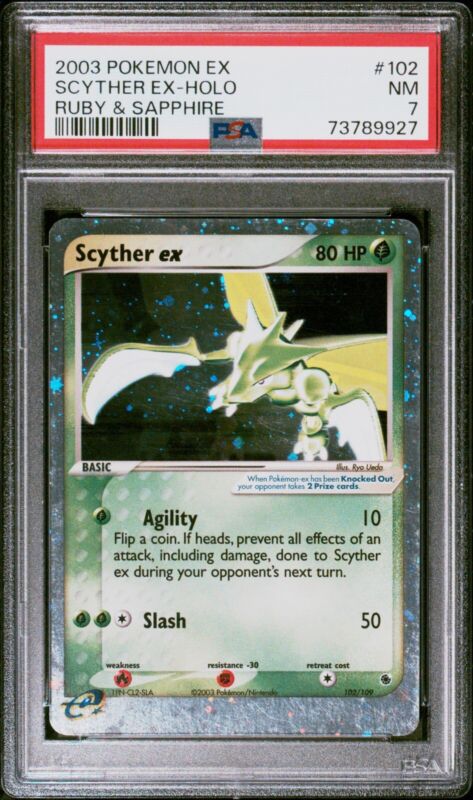 2003 POKEMON EX #102
SCYTHER EX-HOLO NM
RUBY & SAPPHIRE 7
PSA 73789927
Scyther ex 80 HP
BASIC Illus. Ryo Ueda
When Pokémon-ex has been Knocked Out,
your opponent takes 2 Prize cards.
Agility 10
Flip a coin. If heads, prevent all effects of an
attack, including damage, done to Scyther
ex during your opponent's next turn.
Slash 50
weakness resistance -30 retreat cost
©2003 Pokémon/Nintendo 102/109
PSA